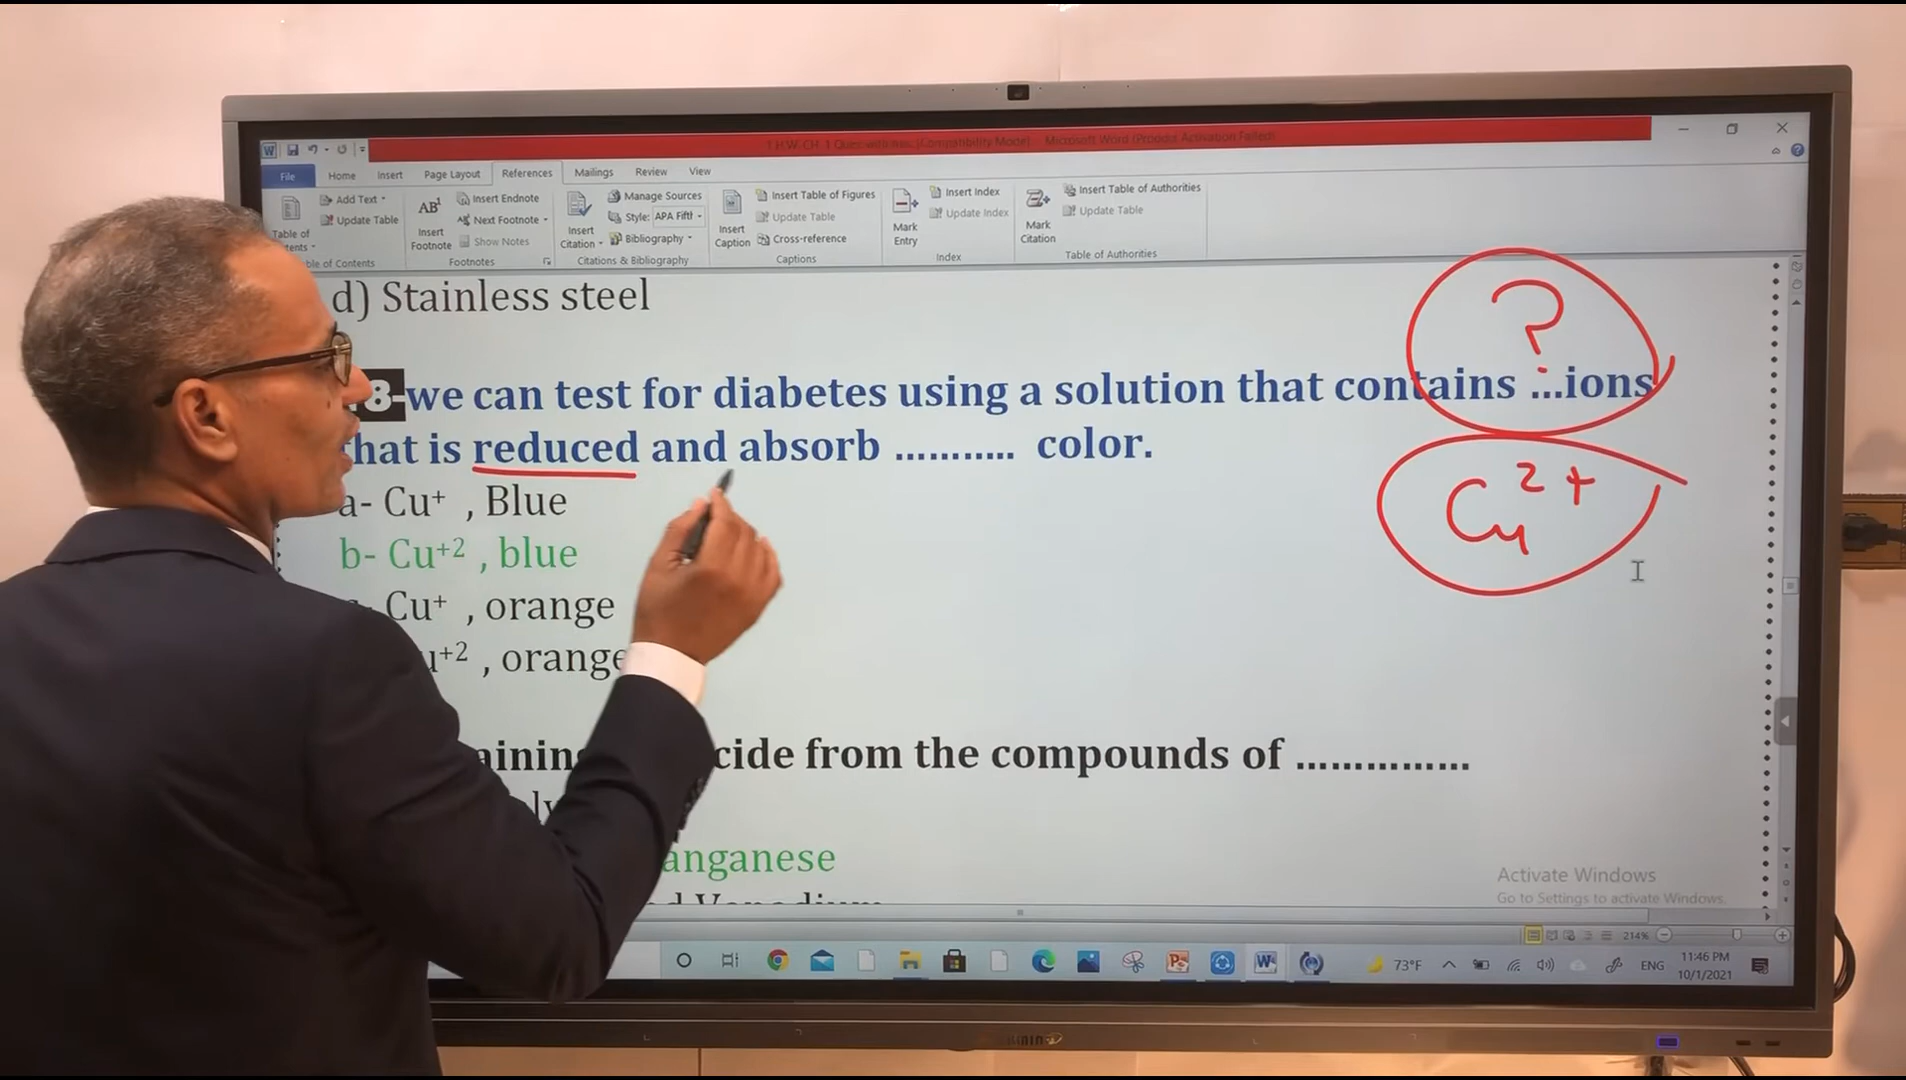 File Home Insert Page Layout References Mailings Review View
Add Text
Update Table
AB¹
Insert Footnote
Insert Endnote
Next Footnote
Show Notes
Footnotes
Insert Citation
Manage Sources
Style: APA Fift
Bibliography
Citations & Bibliography
Insert Caption
Insert Table of Figures
Update Table
Cross-reference
Captions
Mark Entry
Insert Index
Update Index
Index
Mark Citation
Insert Table of Authorities
Update Table
Table of Authorities
d) Stainless steel
?
8-we can test for diabetes using a solution that contains ...ions
that is reduced and absorb ........... color.
Cu2+
a- Cu+ , Blue
b- Cu+2 , blue
Cu+ , orange
u+2 , orange
cide from the compounds of ...............
anganese
Activate Windows
Go to Settings to activate Windows.
214%
73°F ENG 11:46 PM
10/1/2021